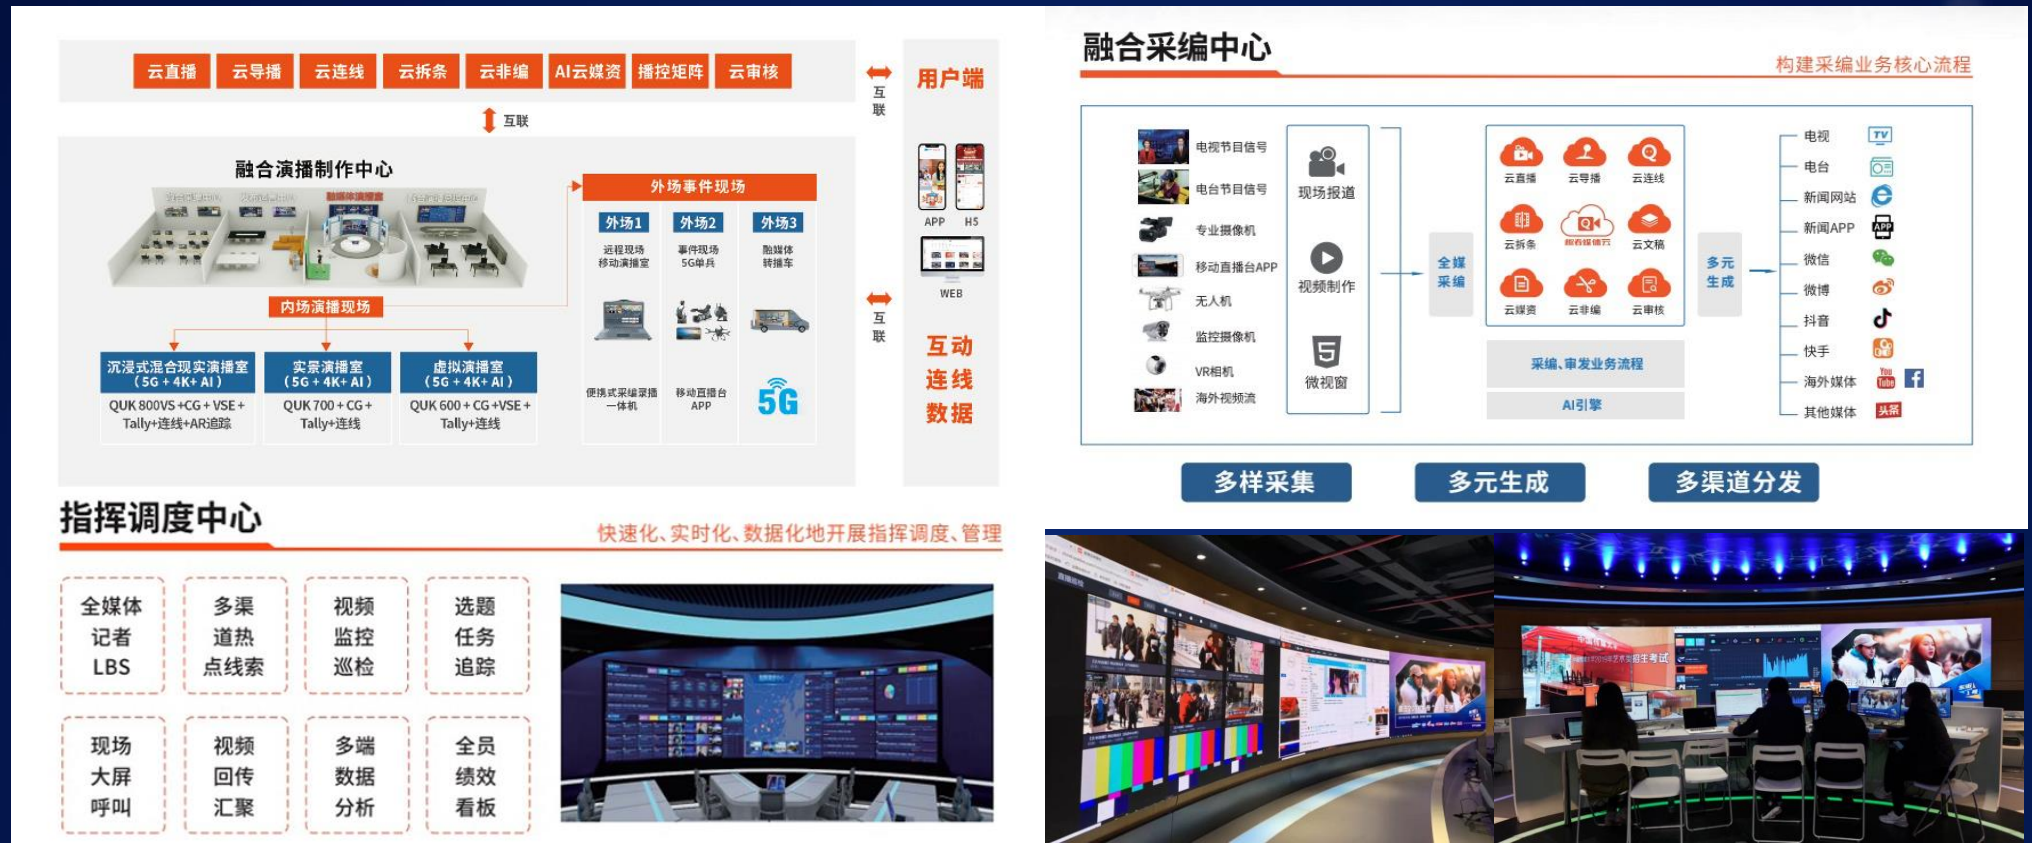 云直播 云导播 云连线 云拆条 云非编 AI云媒资 播控矩阵 云审核
互联
互
联
用户端
融合演播制作中心
融媒体演播室
内场演播现场
沉浸式混合现实演播室
（5G + 4K+ AI）
QUK 800VS +CG + VSE +
Tally+连线+AR追踪
实景演播室
（5G + 4K+ AI）
QUK 700 + CG +
Tally+连线
虚拟演播室
（5G + 4K+ AI）
QUK 600 + CG +VSE +
Tally+连线
外场事件现场
外场1
远程现场
移动演播室
便携式采编录播
一体机
外场2
事件现场
5G单兵
移动直播台
APP
外场3
融媒体
转播车
5G
APP H5
WEB
互
联
互动
连线
数据
指挥调度中心
快速化、实时化、数据化地开展指挥调度、管理
全媒体
记者
LBS
多渠
道热
点线索
视频
监控
巡检
选题
任务
追踪
现场
大屏
呼叫
视频
回传
汇聚
多端
数据
分析
全员
绩效
看板
融合采编中心
构建采编业务核心流程
电视节目信号
电台节目信号
专业摄像机
移动直播台APP
无人机
监控摄像机
VR相机
海外视频流
现场报道
视频制作
5
微视窗
全媒
采编
云直播 云导播 云连线
云拆条 云文稿
云媒资 云非编 云审核
采编、审发业务流程
AI引擎
多元
生成
电视 TV
电台
新闻网站
新闻APP APP
微信
微博
抖音
快手
海外媒体 You Tube
其他媒体 头条
多样采集 多元生成 多渠道分发